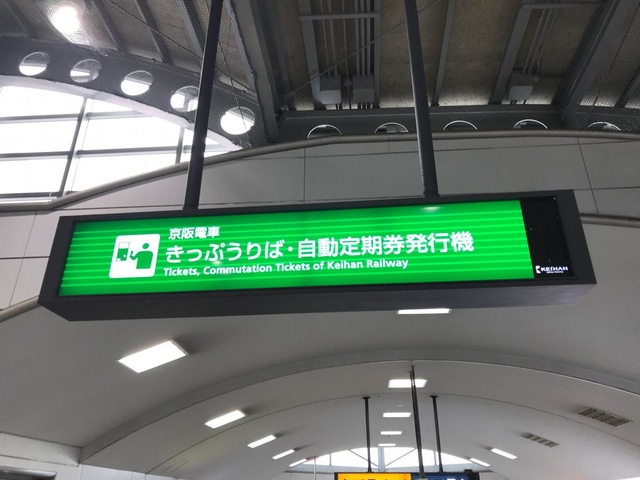 京阪電車
きっぷうりば・自動定期券発行機
Tickets, Commutation Tickets of Keihan Railway
KEIHAN